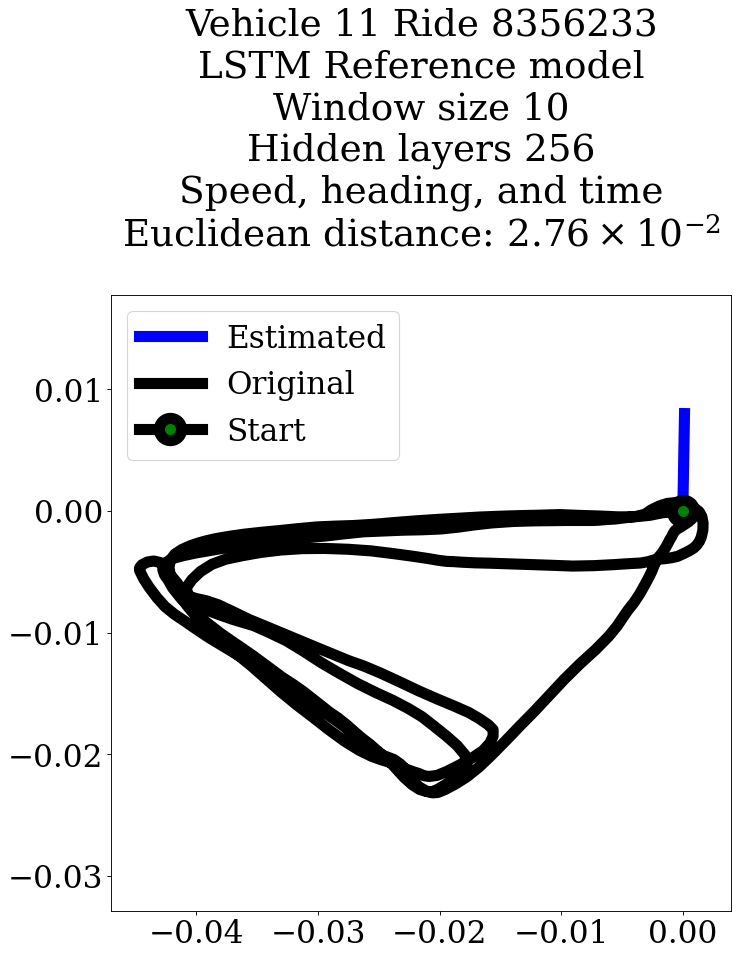 Vehicle 11 Ride 8356233
LSTM Reference model
Window size 10
Hidden layers 256
Speed, heading, and time
Euclidean distance: 2.76 × 10⁻²
Estimated
Original
Start
0.01
0.00
−0.01
−0.02
−0.03
−0.04 −0.03 −0.02 −0.01 0.00